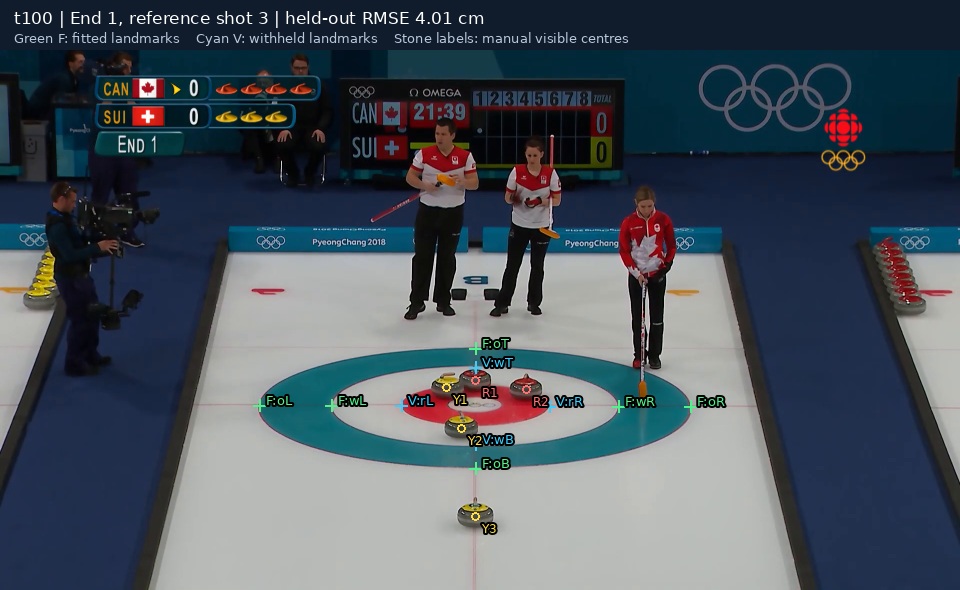 t100 | End 1, reference shot 3 | held-out RMSE 4.01 cm
Green F: fitted landmarks Cyan V: withheld landmarks Stone labels: manual visible centres
CAN 0
SUI 0
END 1
OMEGA
CAN 21:39 1 2 3 4 5 6 7 8 TOTAL
0
SUI 0
PyeongChang 2018
PyeongChang
F:oT
V:wT
R1
Y1
R2
F:oL
F:wL
V:rL
V:rR
F:wR
F:oR
Y2
V:wB
F:oB
Y3